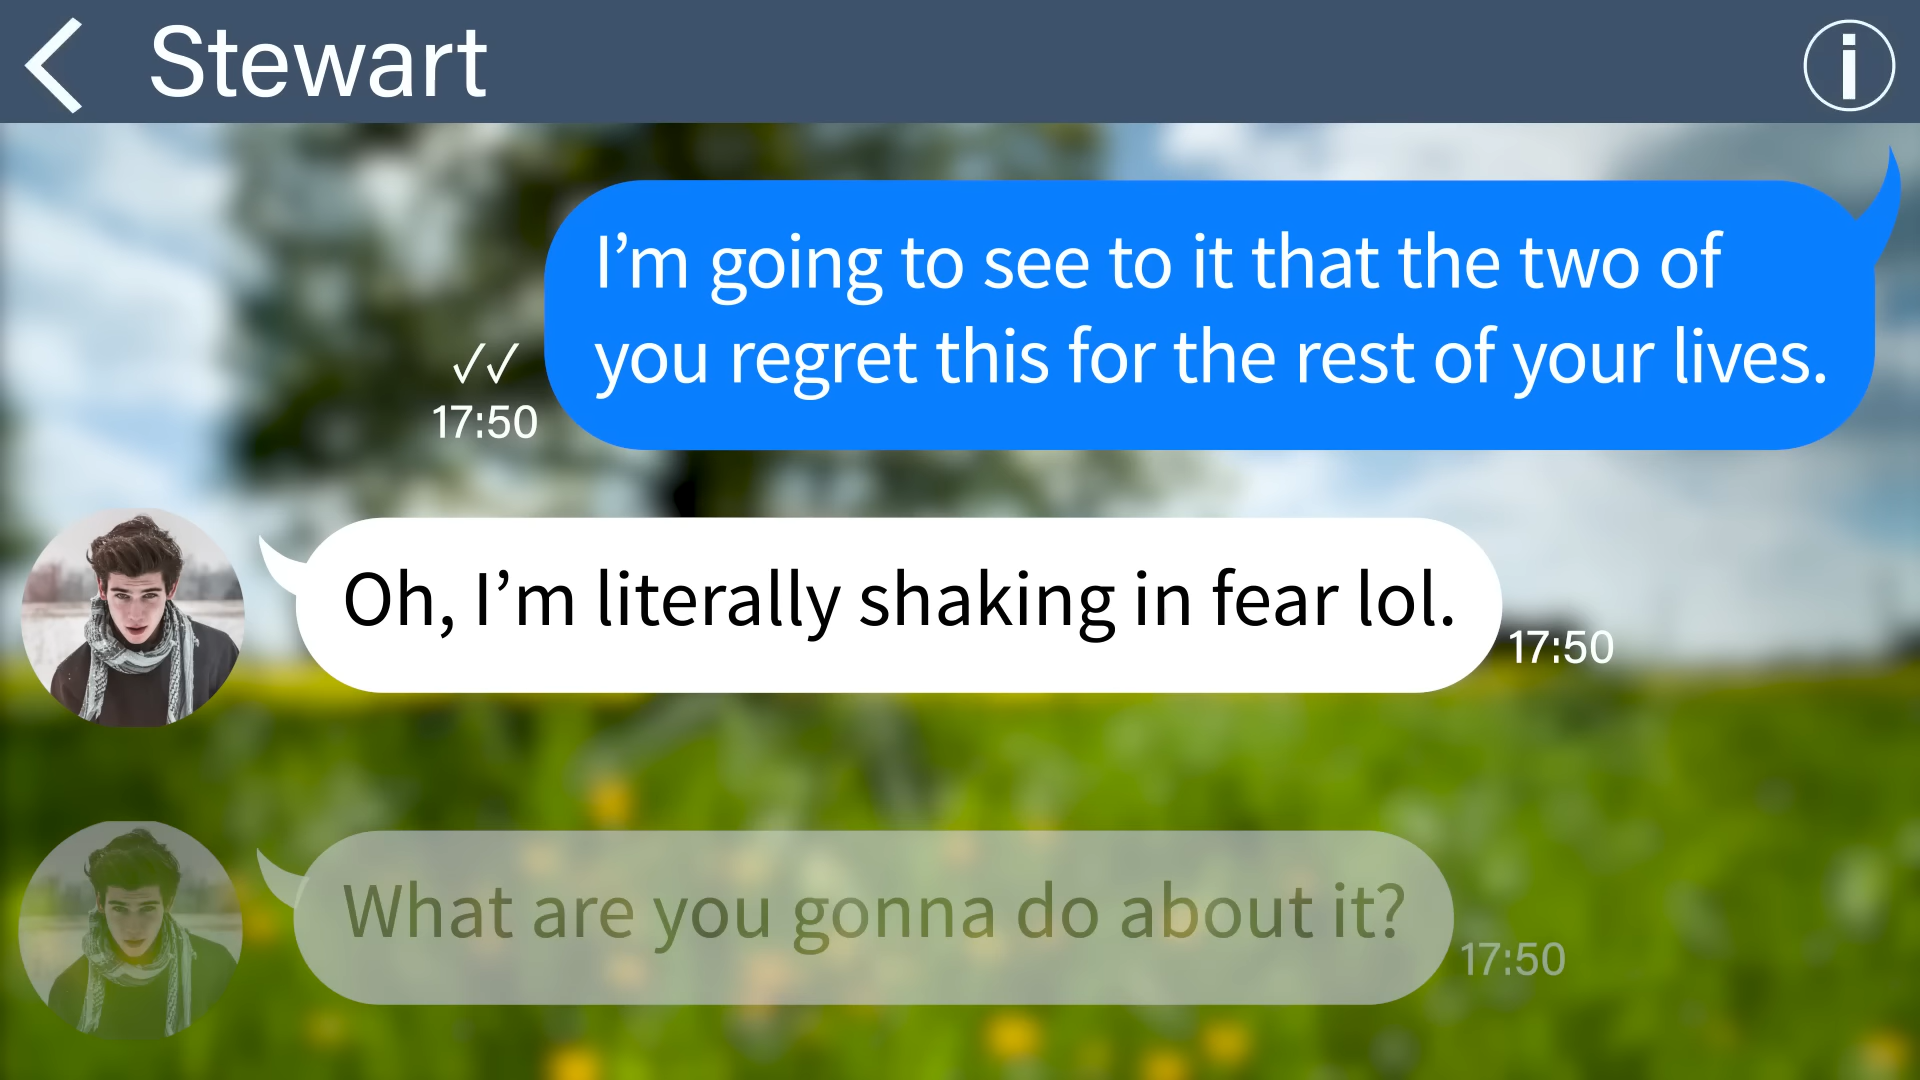 Stewart
I’m going to see to it that the two of
you regret this for the rest of your lives.
17:50
Oh, I’m literally shaking in fear lol.
17:50
What are you gonna do about it?
17:50